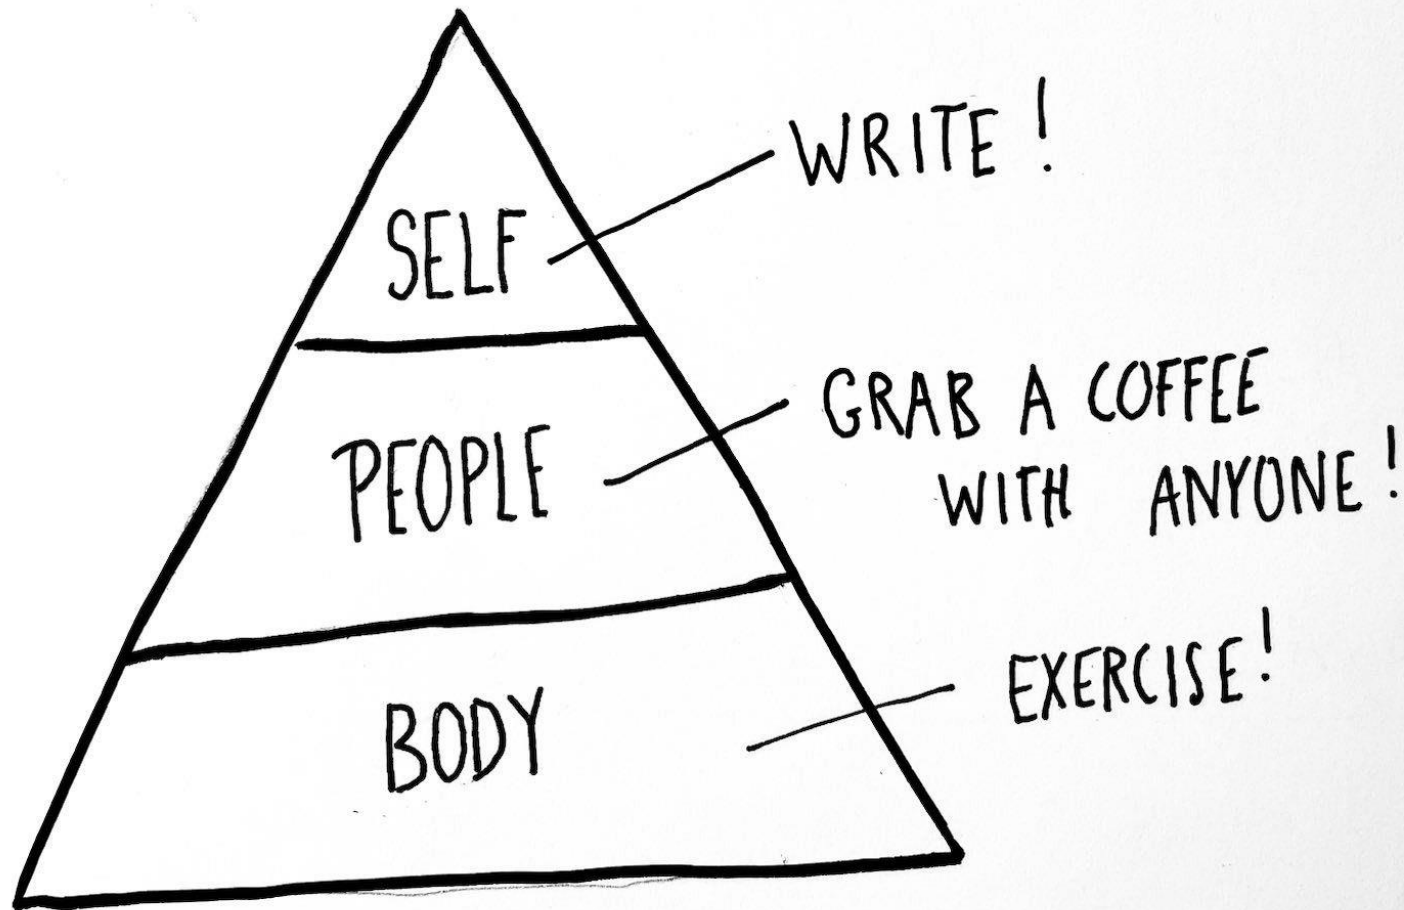 WRITE!
SELF
GRAB A COFFEE
WITH ANYONE!
PEOPLE
EXERCISE!
BODY